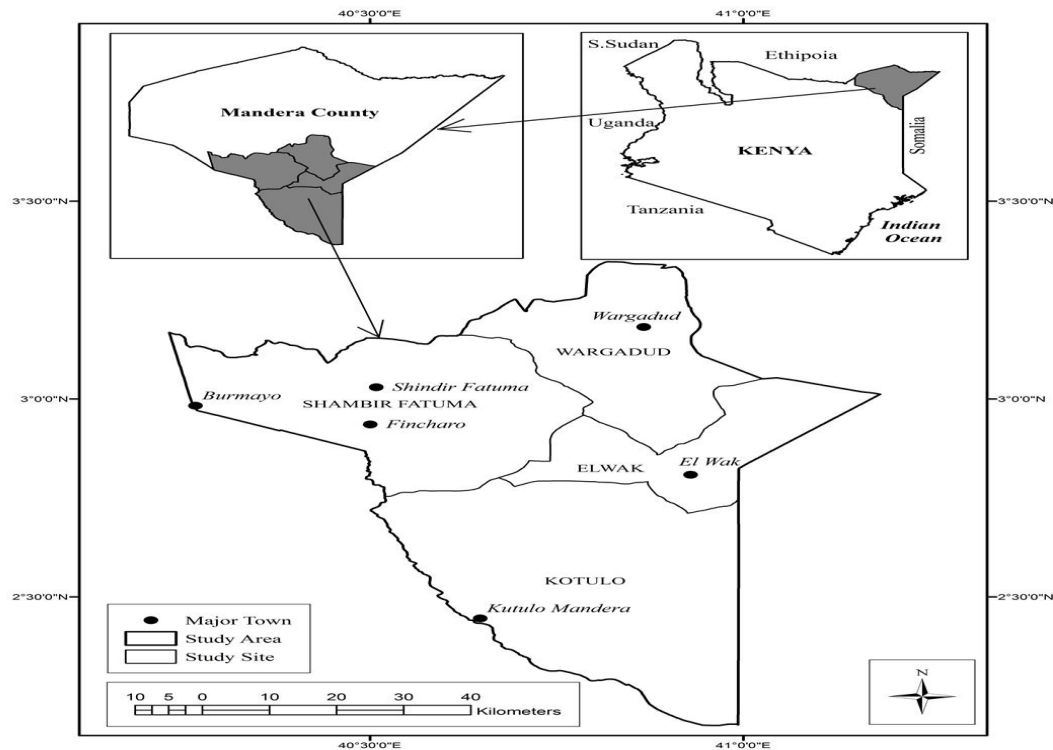 40°30'0"E
41°0'0"E
Mandera County
S.Sudan
Ethipoia
Uganda
KENYA
Somalia
Tanzania
Indian
Ocean
3°30'0"N
3°30'0"N
Wargadud
WARGADUD
Shindir Fatuma
Burmayo
SHAMBIR FATUMA
Fincharo
3°0'0"N
3°0'0"N
El Wak
ELWAK
KOTULO
Kutulo Mandera
2°30'0"N
2°30'0"N
Major Town
Study Area
Study Site
N
10 5 0 10 20 30 40
Kilometers
40°30'0"E
41°0'0"E